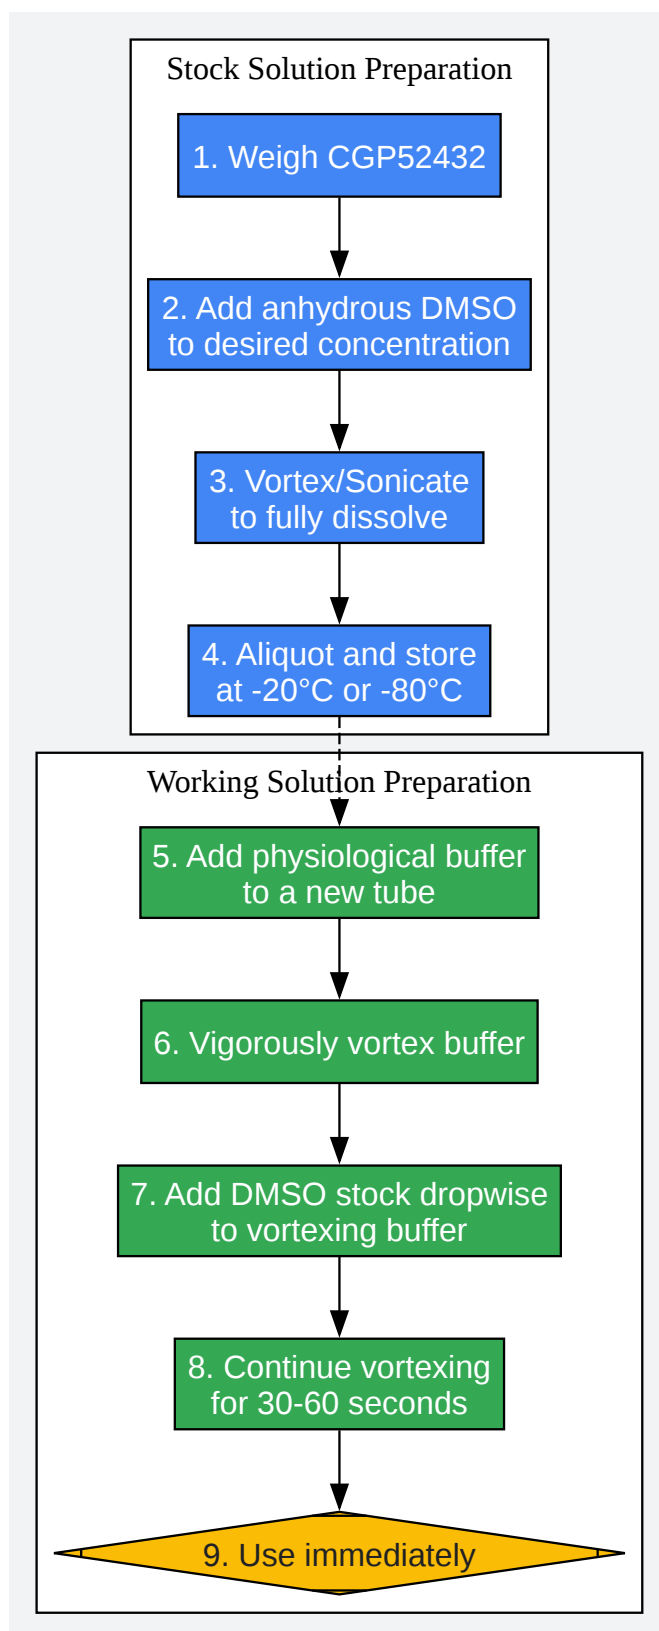 Stock Solution Preparation
1. Weigh CGP52432
2. Add anhydrous DMSO
to desired concentration
3. Vortex/Sonicate
to fully dissolve
4. Aliquot and store
at -20°C or -80°C
Working Solution Preparation
5. Add physiological buffer
to a new tube
6. Vigorously vortex buffer
7. Add DMSO stock dropwise
to vortexing buffer
8. Continue vortexing
for 30-60 seconds
9. Use immediately